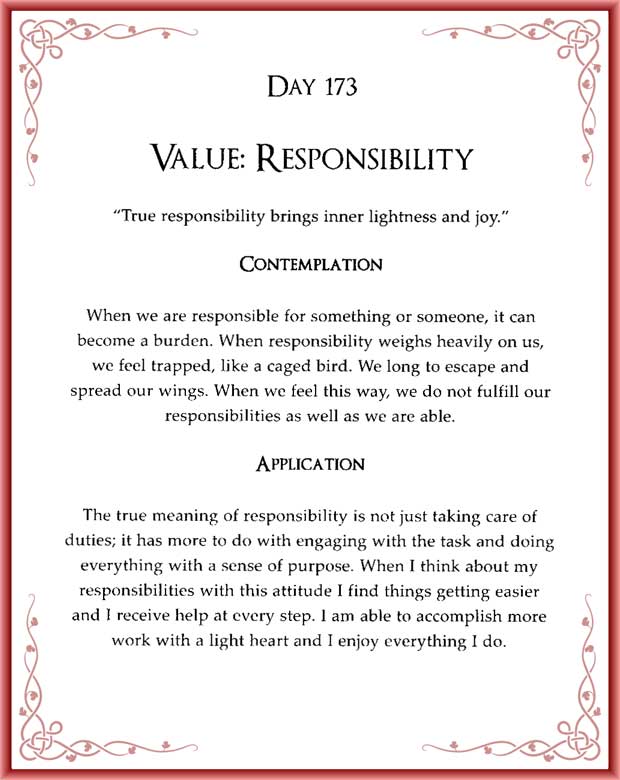 Day 173
Value: Responsibility
“True responsibility brings inner lightness and joy.”
Contemplation
When we are responsible for something or someone, it can
become a burden. When responsibility weighs heavily on us,
we feel trapped, like a caged bird. We long to escape and
spread our wings. When we feel this way, we do not fulfill our
responsibilities as well as we are able.
Application
The true meaning of responsibility is not just taking care of
duties; it has more to do with engaging with the task and doing
everything with a sense of purpose. When I think about my
responsibilities with this attitude I find things getting easier
and I receive help at every step. I am able to accomplish more
work with a light heart and I enjoy everything I do.